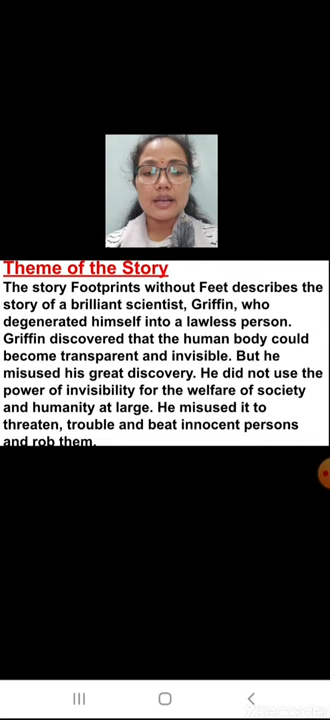 Theme of the Story
The story Footprints without Feet describes the
story of a brilliant scientist, Griffin, who
degenerated himself into a lawless person.
Griffin discovered that the human body could
become transparent and invisible. But he
misused his great discovery. He did not use the
power of invisibility for the welfare of society
and humanity at large. He misused it to
threaten, trouble and beat innocent persons
and rob them.